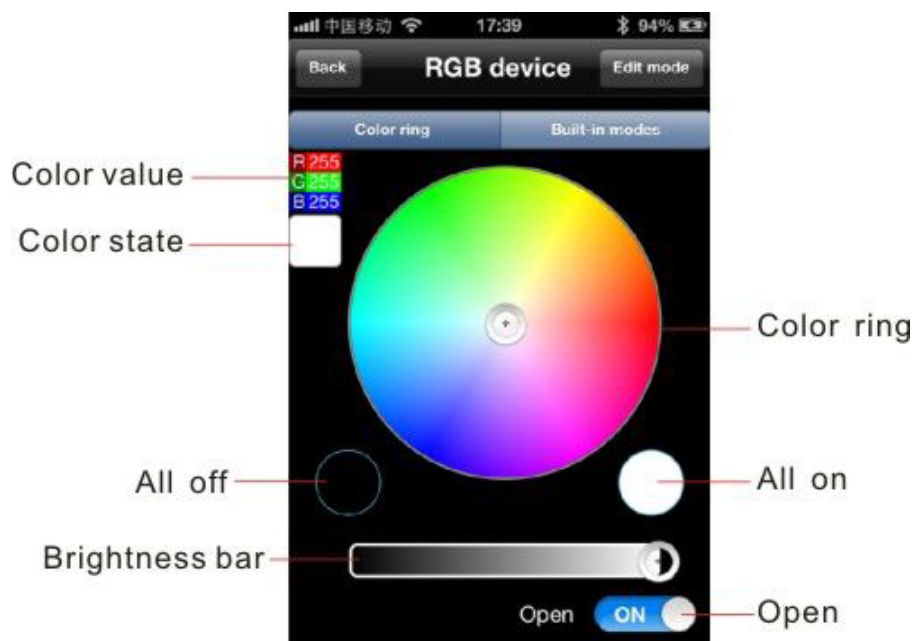 中国移动 17:39 94%
Back RGB device Edit mode
Color ring Built-in modes
Color value
R 255
G 255
B 255
Color state
Color ring
All off
All on
Brightness bar
Open ON Open